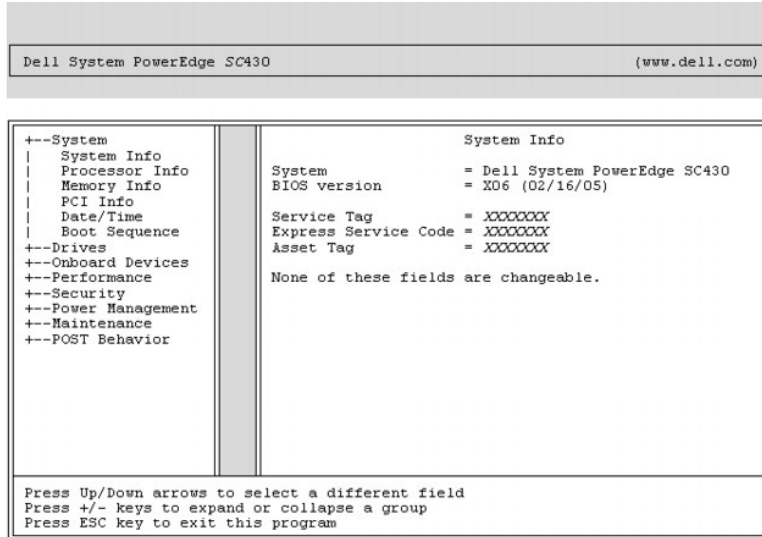 Dell System PowerEdge SC430 (www.dell.com)
+--System
| System Info
| Processor Info
| Memory Info
| PCI Info
| Date/Time
| Boot Sequence
+--Drives
+--Onboard Devices
+--Performance
+--Security
+--Power Management
+--Maintenance
+--POST Behavior
System Info
System = Dell System PowerEdge SC430
BIOS version = X06 (02/16/05)
Service Tag = XXXXXXX
Express Service Code = XXXXXXX
Asset Tag = XXXXXXX
None of these fields are changeable.
Press Up/Down arrows to select a different field
Press +/- keys to expand or collapse a group
Press ESC key to exit this program